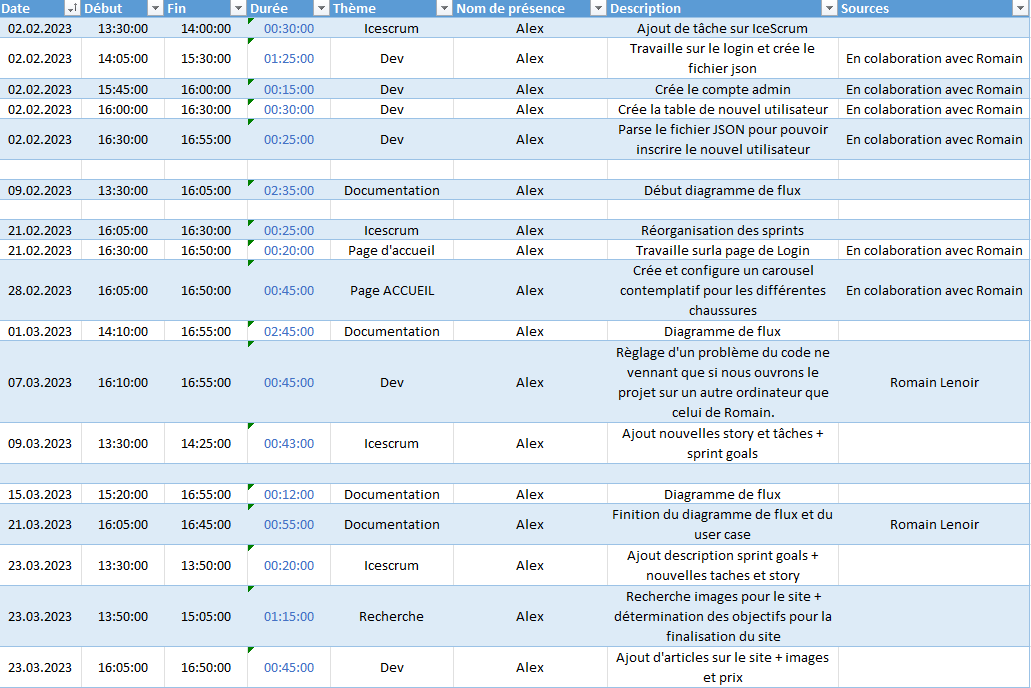 Date Début Fin Durée Thème Nom de présence Description Sources
02.02.2023 13:30:00 14:00:00 00:30:00 Icescrum Alex Ajout de tâche sur IceScrum
02.02.2023 14:05:00 15:30:00 01:25:00 Dev Alex Travaille sur le login et crée le
fichier json En colaboration avec Romain
02.02.2023 15:45:00 16:00:00 00:15:00 Dev Alex Crée le compte admin En colaboration avec Romain
02.02.2023 16:00:00 16:30:00 00:30:00 Dev Alex Crée la table de nouvel utilisateur En colaboration avec Romain
02.02.2023 16:30:00 16:55:00 00:25:00 Dev Alex Parse le fichier JSON pour pouvoir
inscrire le nouvel utilisateur En colaboration avec Romain
09.02.2023 13:30:00 16:05:00 02:35:00 Documentation Alex Début diagramme de flux
21.02.2023 16:05:00 16:30:00 00:25:00 Icescrum Alex Réorganisation des sprints
21.02.2023 16:30:00 16:50:00 00:20:00 Page d'accueil Alex Travaille surla page de Login En colaboration avec Romain
28.02.2023 16:05:00 16:50:00 00:45:00 Page ACCUEIL Alex Crée et configure un carousel
contemplatif pour les différentes
chaussures En colaboration avec Romain
01.03.2023 14:10:00 16:55:00 02:45:00 Documentation Alex Diagramme de flux
07.03.2023 16:10:00 16:55:00 00:45:00 Dev Alex Règlage d'un problème du code ne
vennant que si nous ouvrons le
projet sur un autre ordinateur que
celui de Romain. Romain Lenoir
09.03.2023 13:30:00 14:25:00 00:43:00 Icescrum Alex Ajout nouvelles story et tâches +
sprint goals
15.03.2023 15:20:00 16:55:00 00:12:00 Documentation Alex Diagramme de flux
21.03.2023 16:05:00 16:45:00 00:55:00 Documentation Alex Finition du diagramme de flux et du
user case Romain Lenoir
23.03.2023 13:30:00 13:50:00 00:20:00 Icescrum Alex Ajout description sprint goals +
nouvelles taches et story
23.03.2023 13:50:00 15:05:00 01:15:00 Recherche Alex Recherche images pour le site +
détermination des objectifs pour la
finalisation du site
23.03.2023 16:05:00 16:50:00 00:45:00 Dev Alex Ajout d'articles sur le site + images
et prix